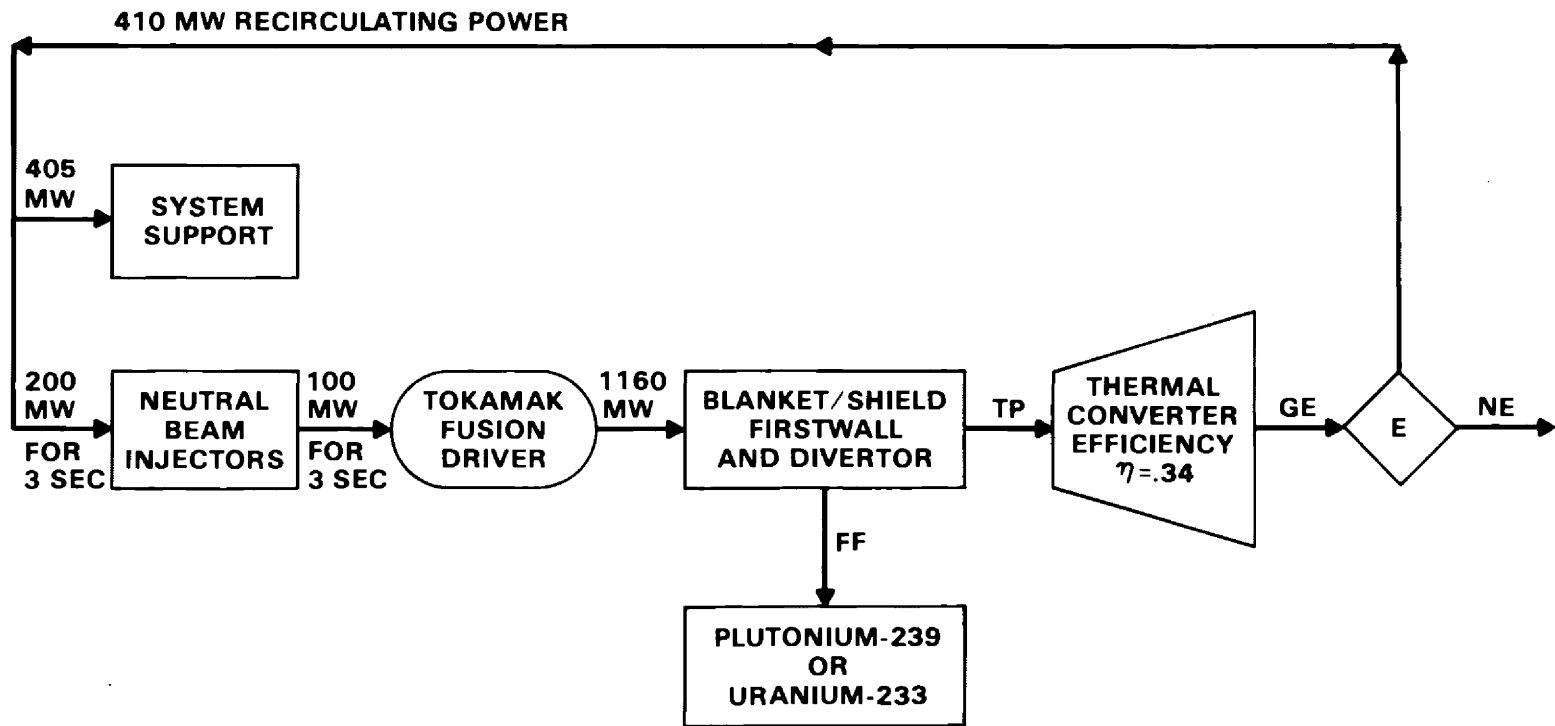 410 MW RECIRCULATING POWER
405
MW
SYSTEM
SUPPORT
200
MW
FOR
3 SEC
NEUTRAL
BEAM
INJECTORS
100
MW
FOR
3 SEC
TOKAMAK
FUSION
DRIVER
1160
MW
BLANKET/SHIELD
FIRSTWALL
AND DIVERTOR
TP
THERMAL
CONVERTER
EFFICIENCY
η=.34
GE
E
NE
FF
PLUTONIUM-239
OR
URANIUM-233